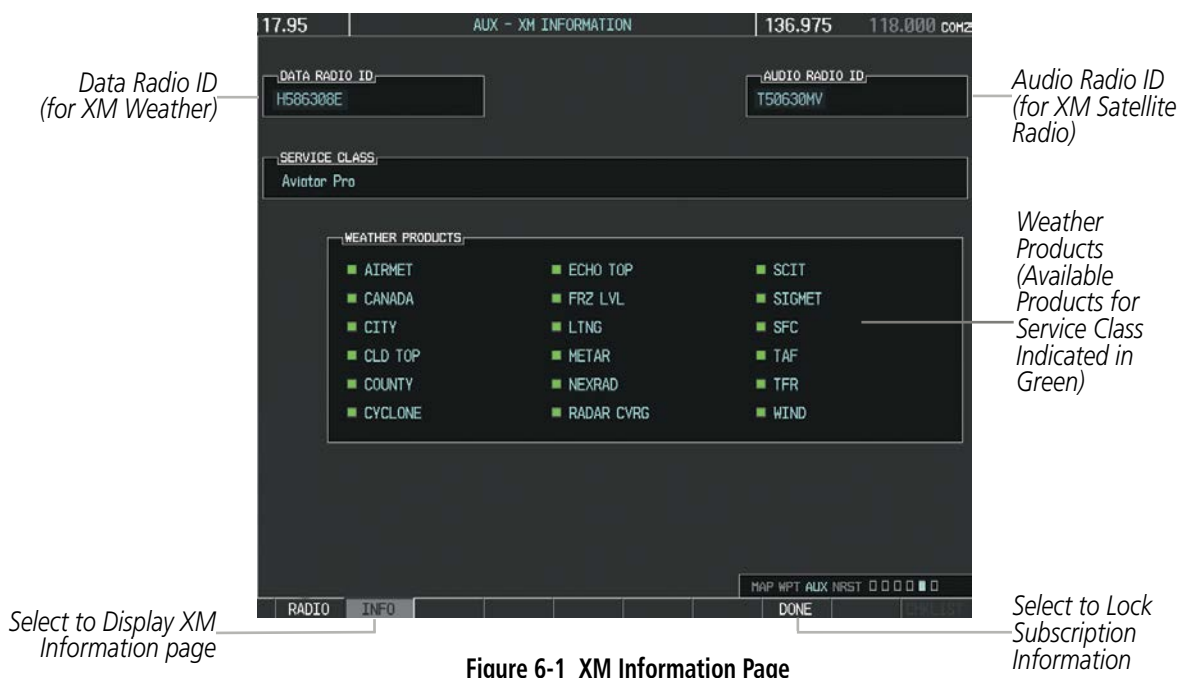 17.95 AUX - XM INFORMATION 136.975 118.000 COM2
Data Radio ID
(for XM Weather)
DATA RADIO ID
H586308E
AUDIO RADIO ID
T50630MV
Audio Radio ID
(for XM Satellite
Radio)
SERVICE CLASS
Aviator Pro
WEATHER PRODUCTS
AIRMET ECHO TOP SCIT
CANADA FRZ LVL SIGMET
CITY LTNG SFC
CLD TOP METAR TAF
COUNTY NEXRAD TFR
CYCLONE RADAR CVRG WIND
Weather
Products
(Available
Products for
Service Class
Indicated in
Green)
MAP WPT AUX NRST
RADIO INFO DONE CHKLIST
Select to Display XM
Information page
Select to Lock
Subscription
Information
Figure 6-1 XM Information Page